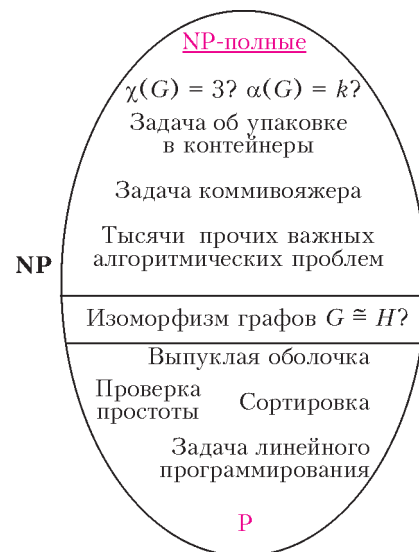 NP-полные
χ(G) = 3? α(G) = k?
Задача об упаковке
в контейнеры
Задача коммивояжера
Тысячи прочих важных
алгоритмических проблем
NP
Изоморфизм графов G ≅ H?
Выпуклая оболочка
Проверка
простоты
Сортировка
Задача линейного
программирования
P